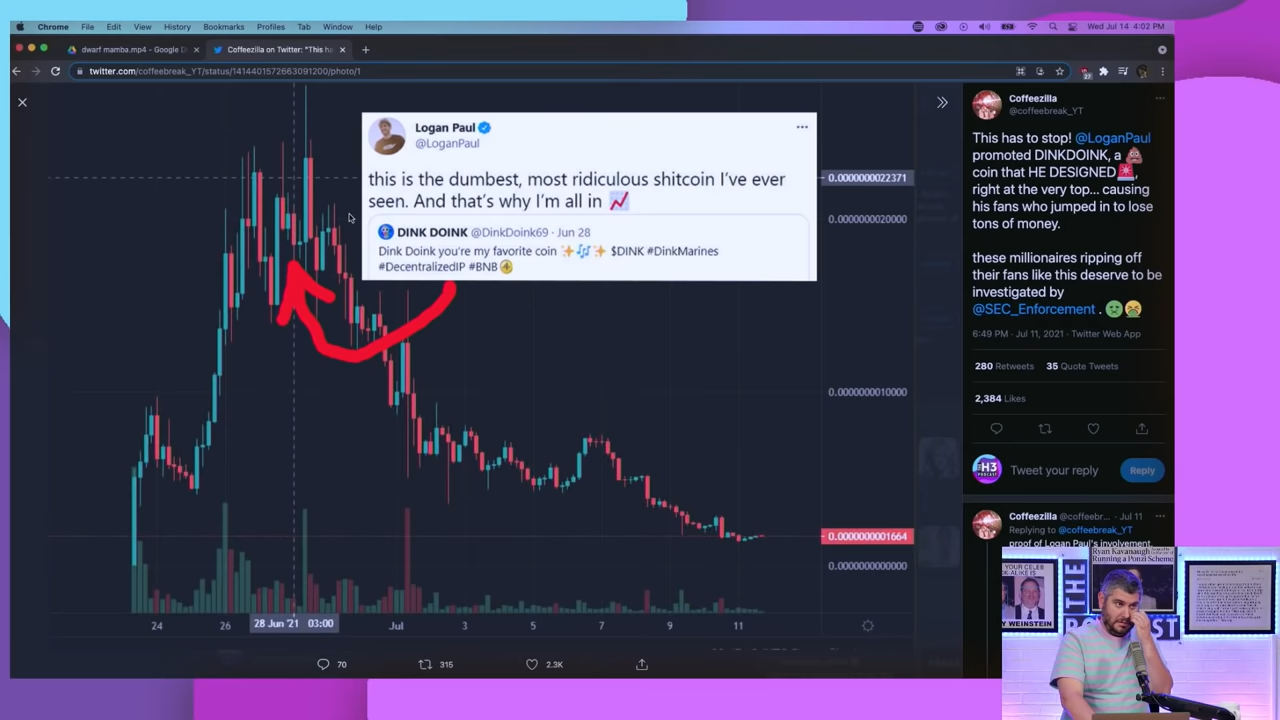 Chrome File Edit View History Bookmarks Profiles Tab Window Help
Wed Jul 14 4:02 PM
dwarf mamba.mp4 - Google D
Coffeezilla on Twitter: "This ha
twitter.com/coffeebreak_YT/status/1414401572663091200/photo/1
27
Logan Paul
@LoganPaul
this is the dumbest, most ridiculous shitcoin I've ever
seen. And that's why I'm all in 📈
DINK DOINK @DinkDoink69 · Jun 28
Dink Doink you're my favorite coin ✨🎶✨ $DINK #DinkMarines
#DecentralizedIP #BNB
0.0000000022371
0.0000000020000
0.0000000010000
0.0000000001664
0.0000000000000
24
26
28 Jun '21 03:00
Jul
3
5
7
9
11
70
315
2.3K
Coffeezilla
@coffeebreak_YT
This has to stop! @LoganPaul
promoted DINKDOINK, a 💩
coin that HE DESIGNED🚨,
right at the very top... causing
his fans who jumped in to lose
tons of money.
these millionaires ripping off
their fans like this deserve to be
investigated by
@SEC_Enforcement . 🤢🤮
6:49 PM · Jul 11, 2021 · Twitter Web App
280 Retweets 35 Quote Tweets
2,384 Likes
H3
PODCAST
Tweet your reply
Reply
Coffeezilla @coffeebr... · Jul 11
Replying to @coffeebreak_YT
proof of Logan Paul's involvement.
YOUR CELEB
Ryan Kavanaugh
Running a Ponzi Scheme
THE